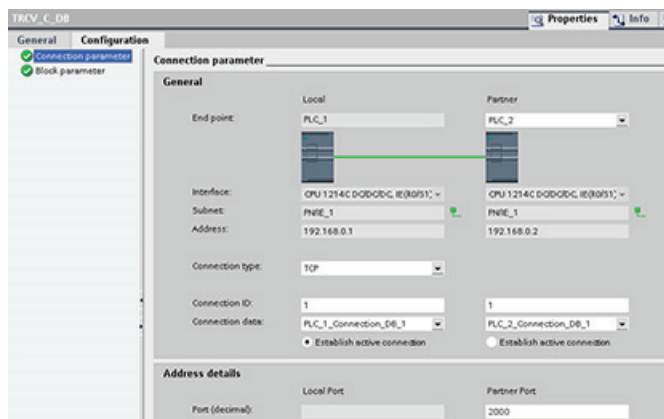 TRCV_C_DB
Properties Info
General Configuration
Connection parameter
Block parameter
Connection parameter
General
Local Partner
End point: PLC_1 PLC_2
Interface: CPU 1214C DC/DC/DC, IE(R0/S1) CPU 1214C DC/DC/DC, IE(R0/S1)
Subnet: PN/IE_1 PN/IE_1
Address: 192.168.0.1 192.168.0.2
Connection type: TCP
Connection ID: 1 1
Connection data: PLC_1_Connection_DB_1 PLC_2_Connection_DB_1
Establish active connection Establish active connection
Address details
Local Port Partner Port
Port (decimal): 2000